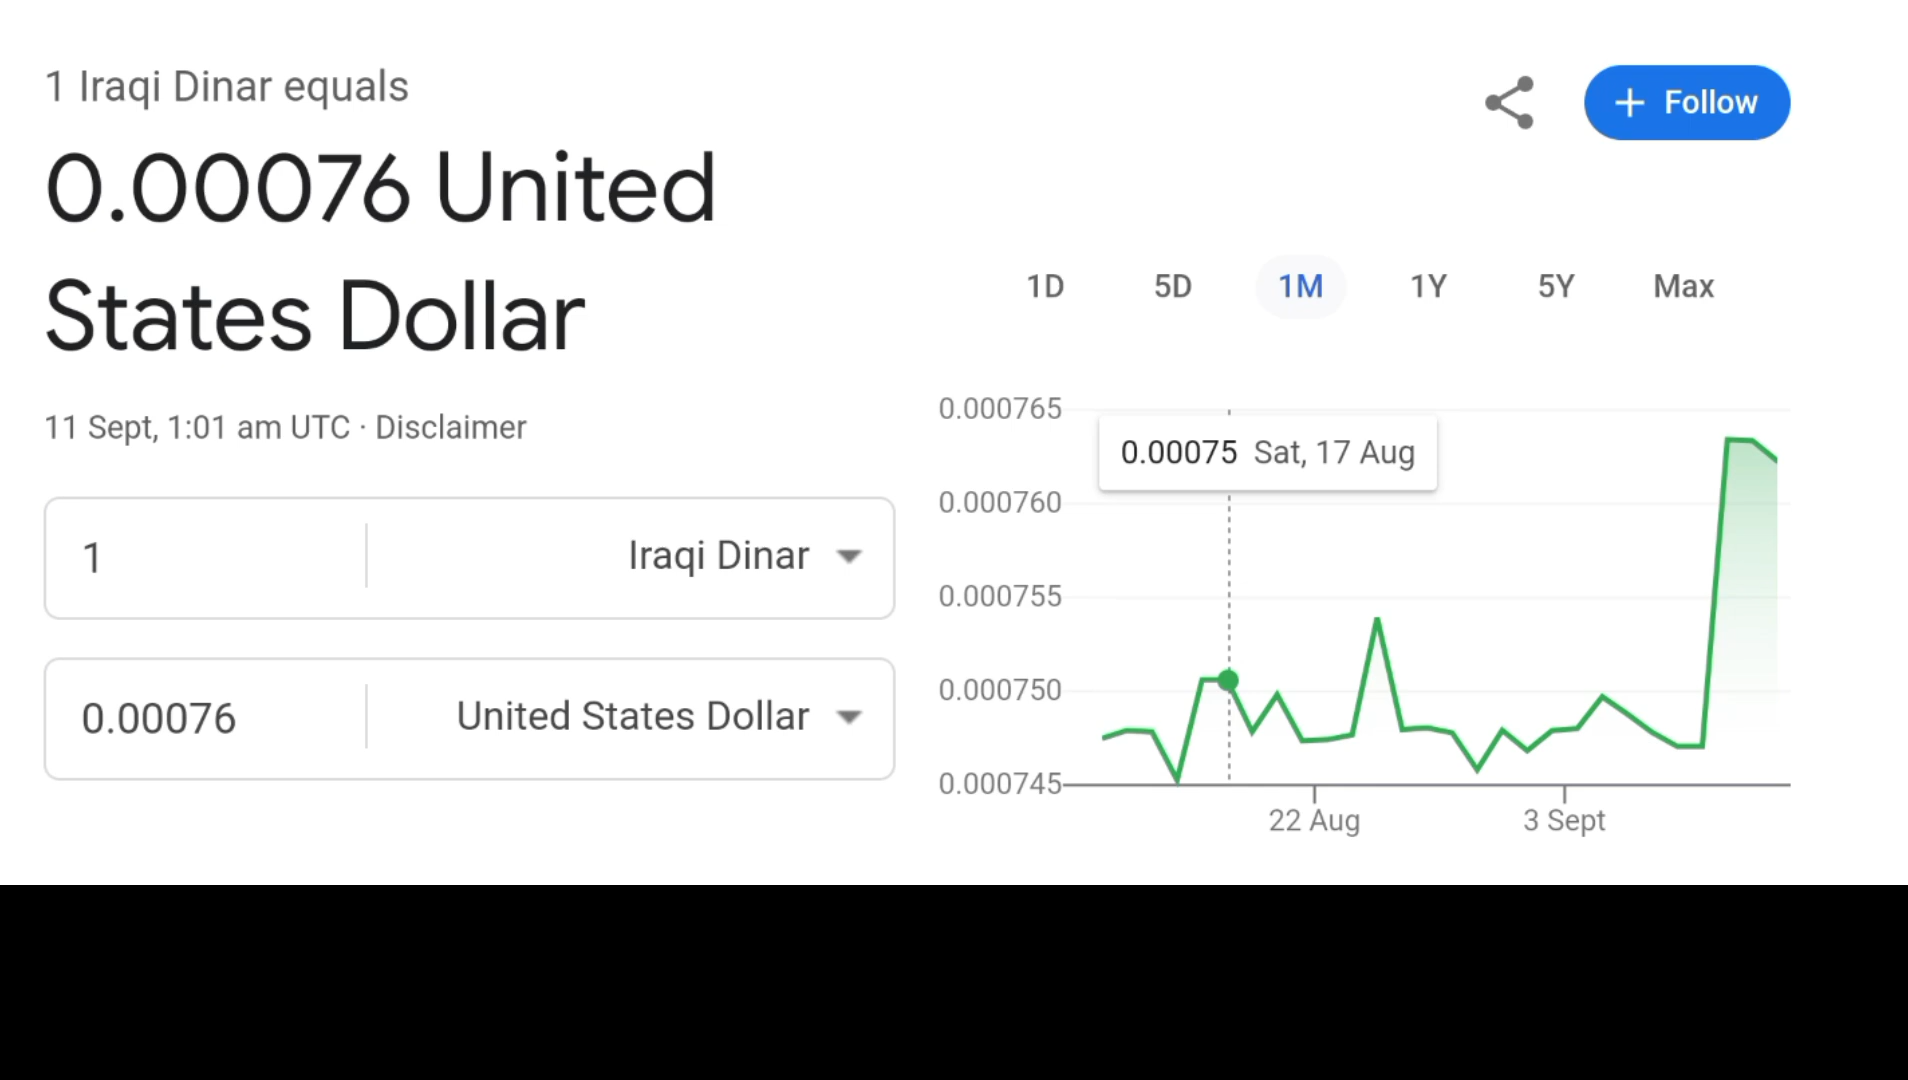 1 Iraqi Dinar equals
0.00076 United
States Dollar
11 Sept, 1:01 am UTC · Disclaimer
1 Iraqi Dinar
0.00076 United States Dollar
+ Follow
1D 5D 1M 1Y 5Y Max
0.000765
0.00075 Sat, 17 Aug
0.000760
0.000755
0.000750
0.000745
22 Aug 3 Sept